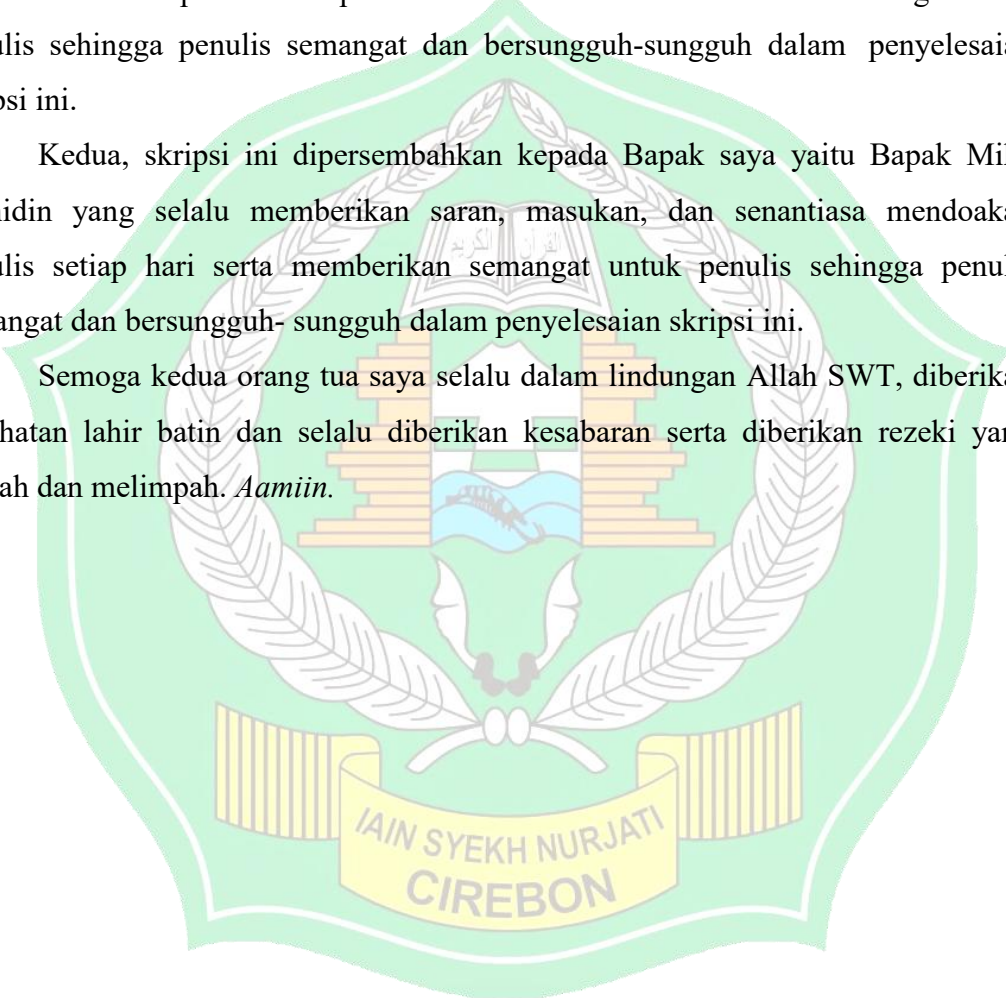 ulis sehingga penulis semangat dan bersungguh-sungguh dalam penyelesaia
psi ini.
Kedua, skripsi ini dipersembahkan kepada Bapak saya yaitu Bapak Mi
idin yang selalu memberikan saran, masukan, dan senantiasa mendoaka
ulis setiap hari serta memberikan semangat untuk penulis sehingga penul
angat dan bersungguh- sungguh dalam penyelesaian skripsi ini.
Semoga kedua orang tua saya selalu dalam lindungan Allah SWT, diberika
hatan lahir batin dan selalu diberikan kesabaran serta diberikan rezeki yan
ah dan melimpah. Aamiin.
القرآن الكريم
IAIN SYEKH NURJATI
CIREBON